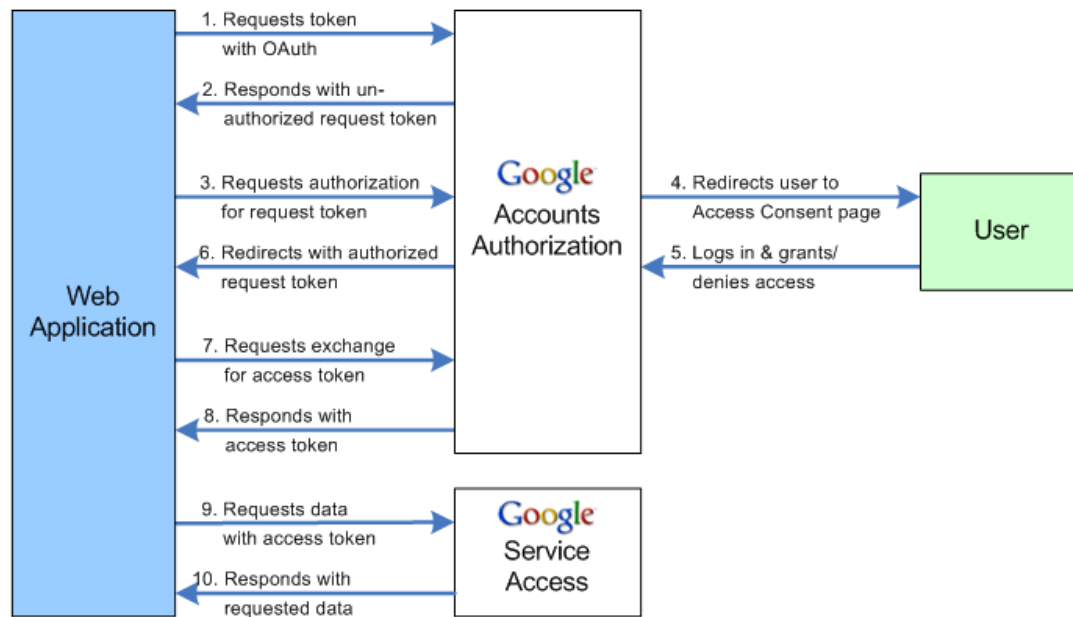 1. Requests token
with OAuth
2. Responds with un-
authorized request token
3. Requests authorization
for request token
Google
Accounts
Authorization
4. Redirects user to
Access Consent page
User
5. Logs in & grants/
denies access
6. Redirects with authorized
request token
Web
Application
7. Requests exchange
for access token
8. Responds with
access token
9. Requests data
with access token
Google
Service
Access
10. Responds with
requested data